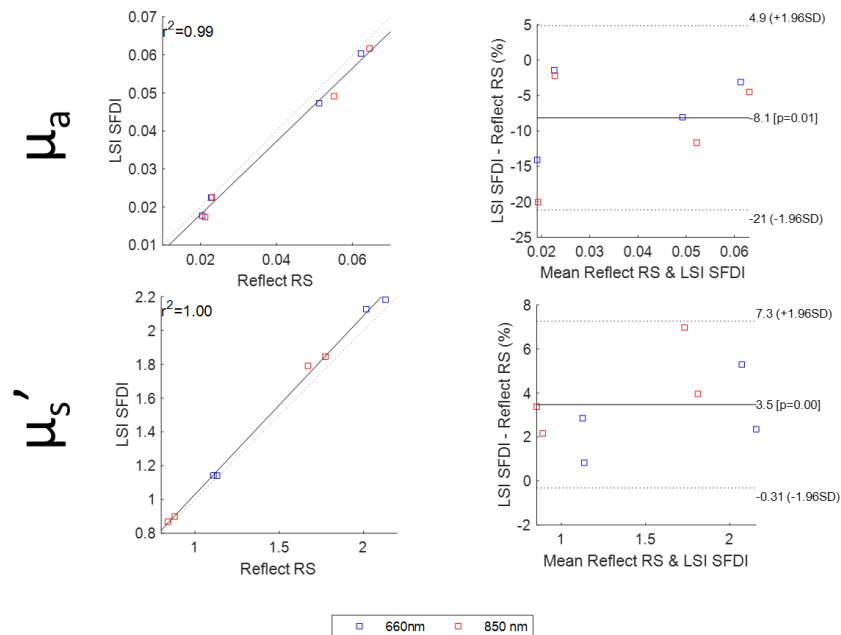 μa
0.07
0.06
0.05
0.04
0.03
0.02
0.01
r²=0.99
LSI SFDI
0.02 0.04 0.06
Reflect RS
5
0
-5
-10
-15
-20
-25
LSI SFDI - Reflect RS (%)
4.9 (+1.96SD)
-8.1 [p=0.01]
-21 (-1.96SD)
0.02 0.03 0.04 0.05 0.06
Mean Reflect RS & LSI SFDI
μs′
2.2
2
1.8
1.6
1.4
1.2
1
0.8
r²=1.00
LSI SFDI
1 1.5 2
Reflect RS
8
6
4
2
0
-2
LSI SFDI - Reflect RS (%)
7.3 (+1.96SD)
3.5 [p=0.00]
-0.31 (-1.96SD)
1 1.5 2
Mean Reflect RS & LSI SFDI
660nm 850 nm